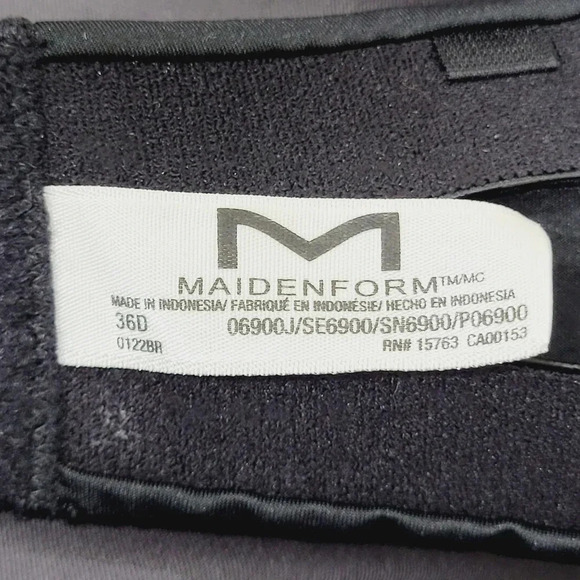 M
MAIDENFORM™/MC
MADE IN INDONESIA/ FABRIQUÉ EN INDONÉSIE/ HECHO EN INDONESIA
36D 06900J/SE6900/SN6900/P06900
0122BR RN# 15763 CA00153